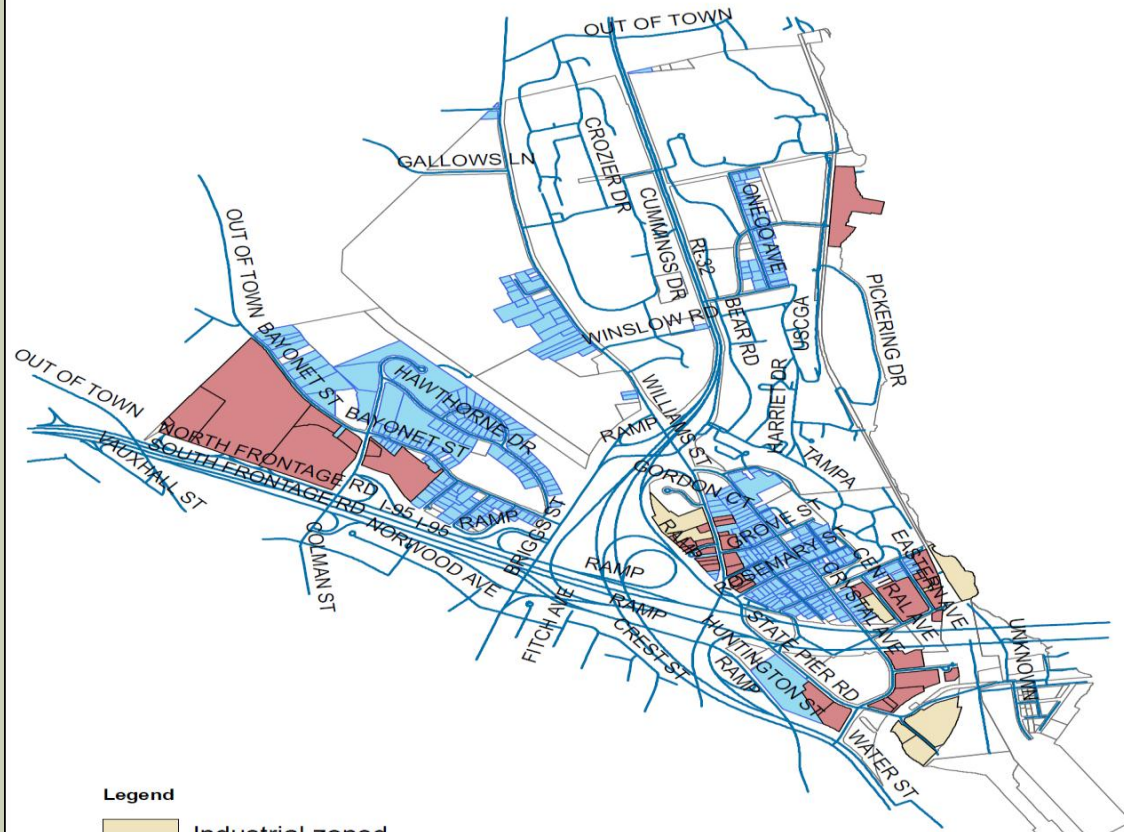 OUT OF TOWN
GALLOWS LN
CROZIER DR
CUMMINGS DR
RT-32
ONECO AVE
OUT OF TOWN
BAYONET ST
WINSLOW RD
BEAR RD
USCGA
PICKERING DR
HARRIET DR
OUT OF TOWN
HAWTHORNE DR
BAYONET ST
WILLIAMS ST
RAMP
NORTH FRONTAGE RD
SOUTH FRONTAGE RD
VAUXHALL ST
I-95
I-95
RAMP
GORDON CT
TAMPA
GROVE ST
RAMP
ROSEMARY ST
COLMAN ST
NORWOOD AVE
BRIGGS ST
FITCH AVE
RAMP
RAMP
CREST ST
CRYSTAL AVE
CENTRAL AVE
EASTERN AVE
STATE PIER RD
HUNTINGTON ST
RAMP
UNKNOWN
WATER ST
Legend
Industrial zoned